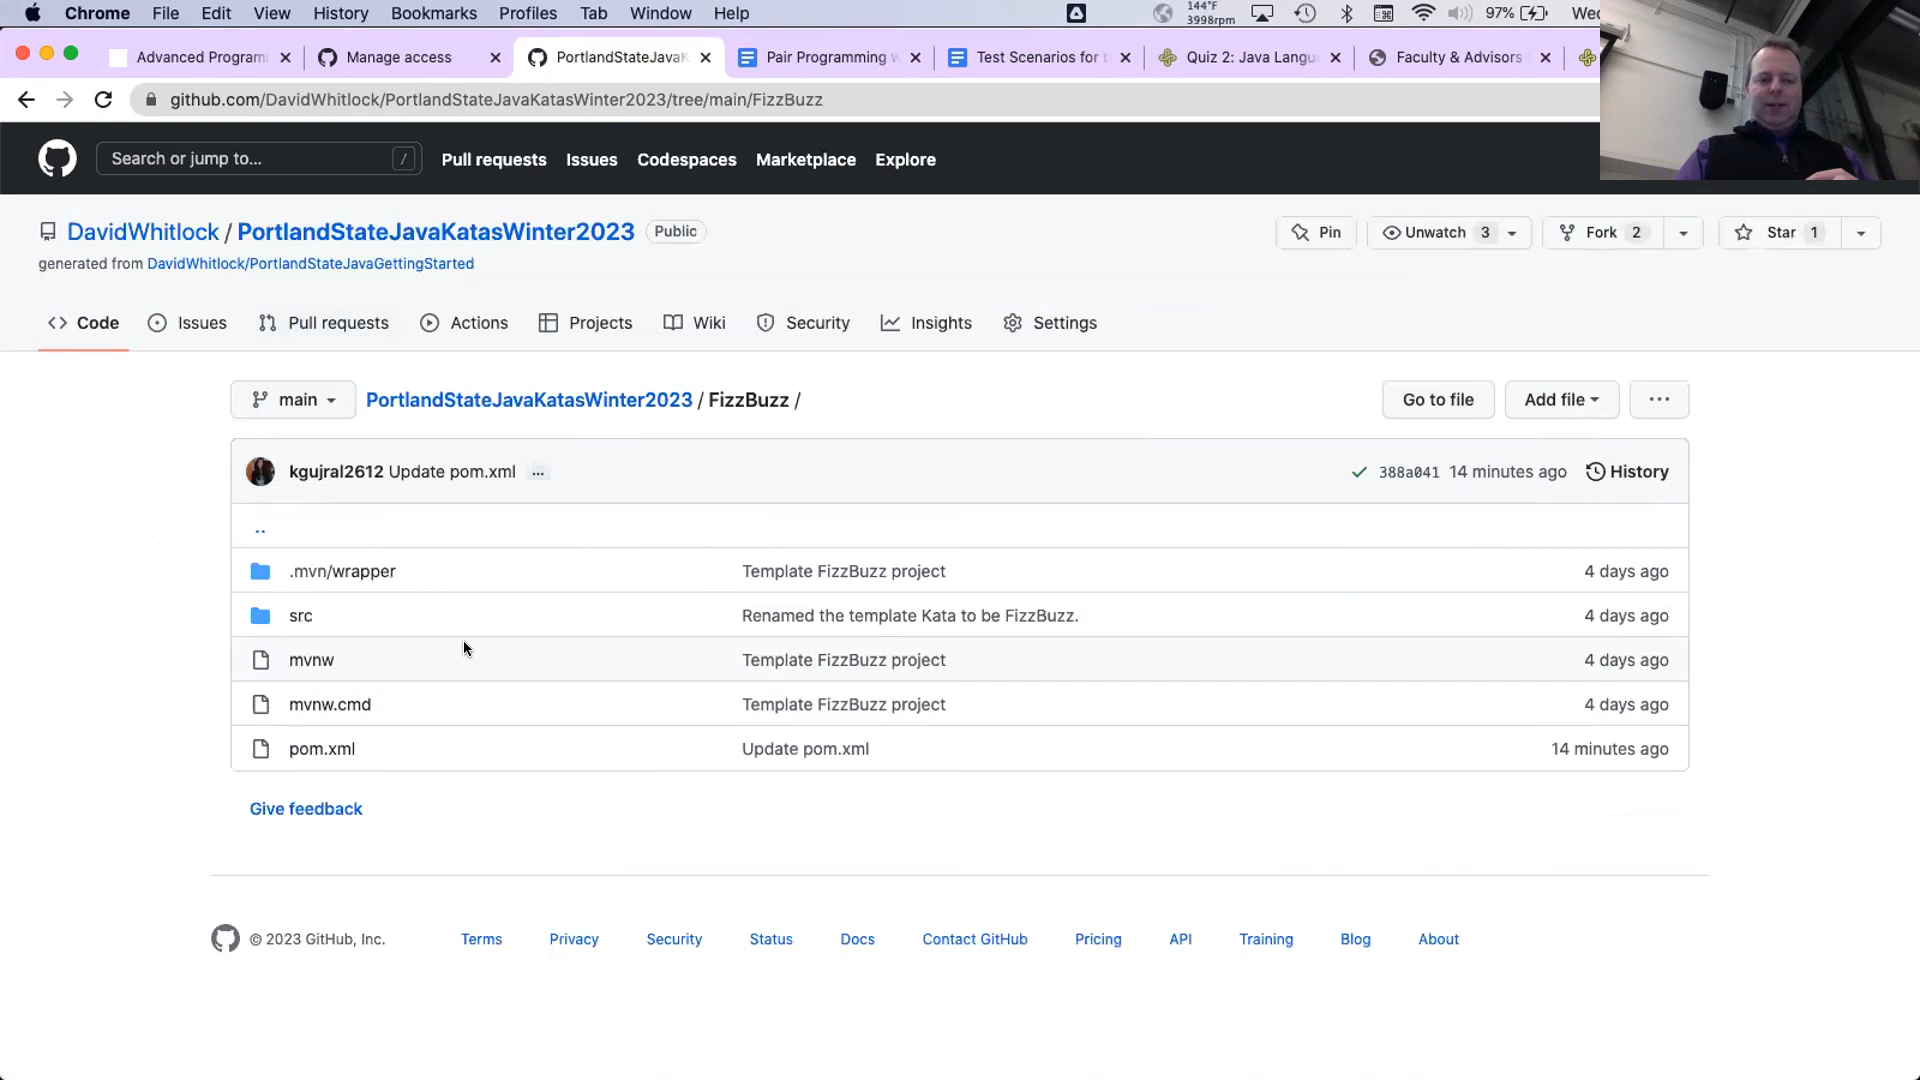 Chrome File Edit View History Bookmarks Profiles Tab Window Help 144°F 3998rpm 97%
Advanced Program Manage access PortlandStateJavaK Pair Programming Test Scenarios for Quiz 2: Java Langu Faculty & Advisors
github.com/DavidWhitlock/PortlandStateJavaKatasWinter2023/tree/main/FizzBuzz
Search or jump to... / Pull requests Issues Codespaces Marketplace Explore
DavidWhitlock / PortlandStateJavaKatasWinter2023 Public Pin Unwatch 3 Fork 2 Star 1
generated from DavidWhitlock/PortlandStateJavaGettingStarted
Code Issues Pull requests Actions Projects Wiki Security Insights Settings
main PortlandStateJavaKatasWinter2023 / FizzBuzz / Go to file Add file ...
kgujral2612 Update pom.xml ... 388a041 14 minutes ago History
..
.mvn/wrapper Template FizzBuzz project 4 days ago
src Renamed the template Kata to be FizzBuzz. 4 days ago
mvnw Template FizzBuzz project 4 days ago
mvnw.cmd Template FizzBuzz project 4 days ago
pom.xml Update pom.xml 14 minutes ago
Give feedback
© 2023 GitHub, Inc. Terms Privacy Security Status Docs Contact GitHub Pricing API Training Blog About